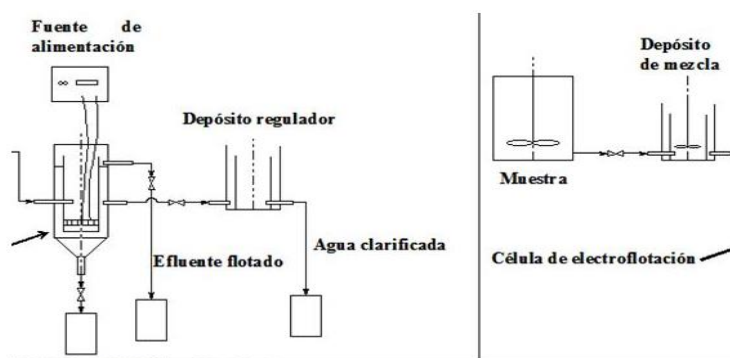 Fuente de
alimentación
Depósito regulador
Efluente flotado
Agua clarificada
Depósito
de mezcla
Muestra
Célula de electroflotación